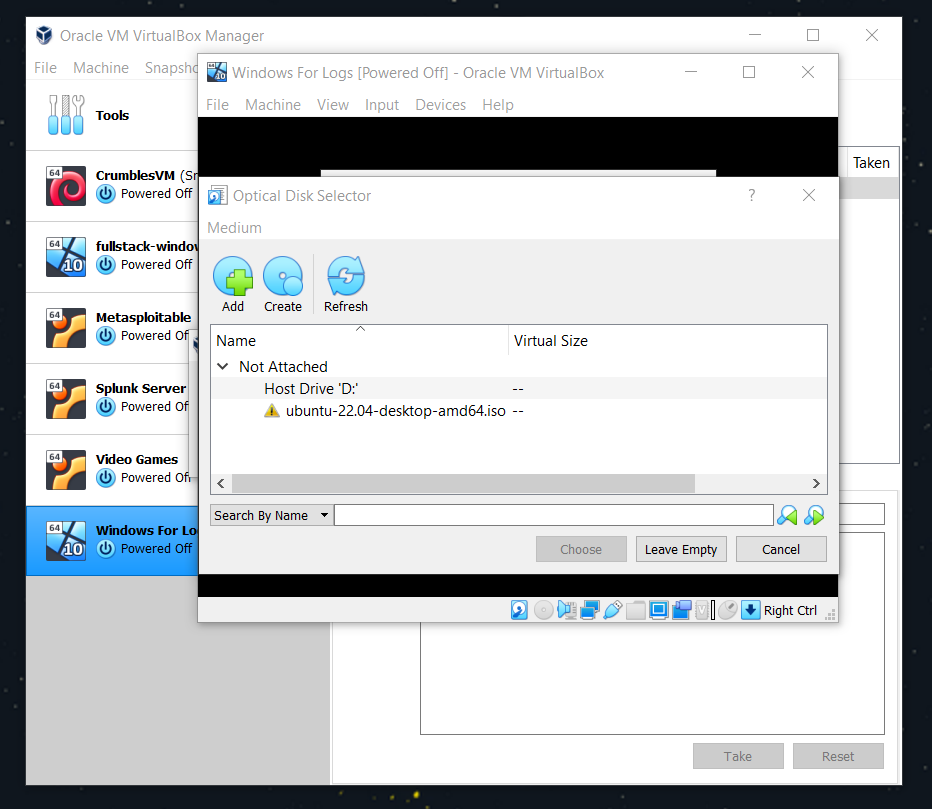 Oracle VM VirtualBox Manager
File Machine Snapsho
Tools
64
CrumblesVM (Sn
Powered Off
64
10
fullstack-window
Powered Off
64
Metasploitable
Powered Of
64
Splunk Server
Powered Of
64
Video Games
Powered Of
64
10
Windows For Lo
Powered Off
Taken
Take Reset
10
Windows For Logs [Powered Off] - Oracle VM VirtualBox
File Machine View Input Devices Help
Optical Disk Selector ?
Medium
Add Create Refresh
Name Virtual Size
Not Attached
Host Drive 'D:' --
ubuntu-22.04-desktop-amd64.iso --
Search By Name
Choose Leave Empty Cancel
V Right Ctrl